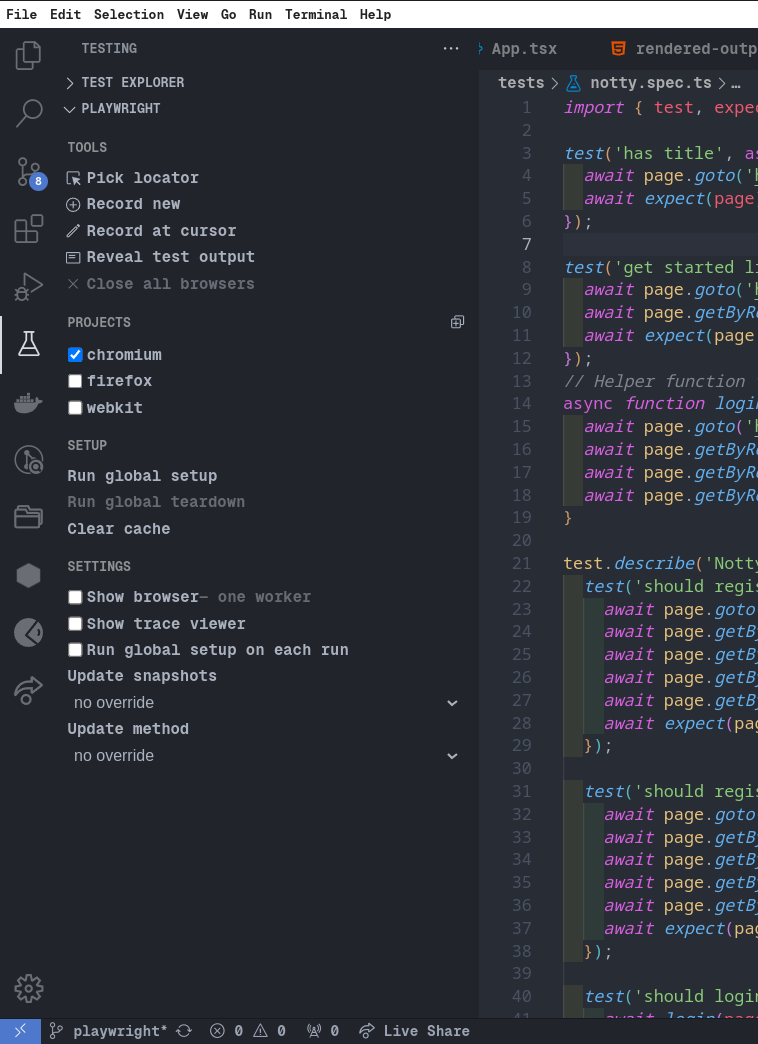 File Edit Selection View Go Run Terminal Help
TESTING ···
TEST EXPLORER
PLAYWRIGHT
TOOLS
Pick locator
Record new
Record at cursor
Reveal test output
Close all browsers
PROJECTS
chromium
firefox
webkit
SETUP
Run global setup
Run global teardown
Clear cache
SETTINGS
Show browser— one worker
Show trace viewer
Run global setup on each run
Update snapshots
no override
Update method
no override
8
App.tsx rendered-outp
tests > notty.spec.ts > …
1 import { test, expec
2
3 test('has title', as
4 await page.goto('h
5 await expect(page
6 });
7
8 test('get started li
9 await page.goto('h
10 await page.getByRo
11 await expect(page
12 });
13 // Helper function
14 async function login
15 await page.goto('h
16 await page.getByRo
17 await page.getByRo
18 await page.getByRo
19 }
20
21 test.describe('Notty
22 test('should regis
23 await page.goto
24 await page.getBy
25 await page.getBy
26 await page.getBy
27 await page.getBy
28 await expect(pag
29 });
30
31 test('should regis
32 await page.goto
33 await page.getBy
34 await page.getBy
35 await page.getBy
36 await page.getBy
37 await expect(pag
38 });
39
40 test('should login
41 await login(page
playwright* 0 0 0 Live Share